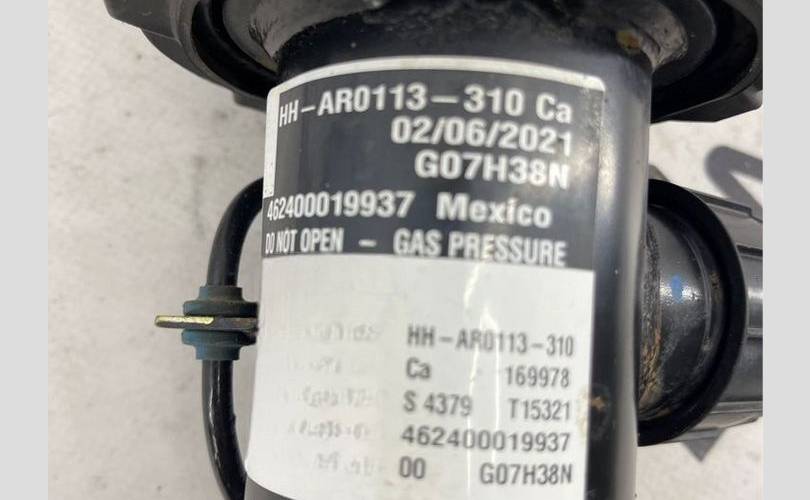 HH-AR0113-310 Ca
02/06/2021
G07H38N
462400019937 Mexico
DO NOT OPEN - GAS PRESSURE
HH-AR0113-310
Ca 169978
S 4379 T15321
462400019937
00 G07H38N